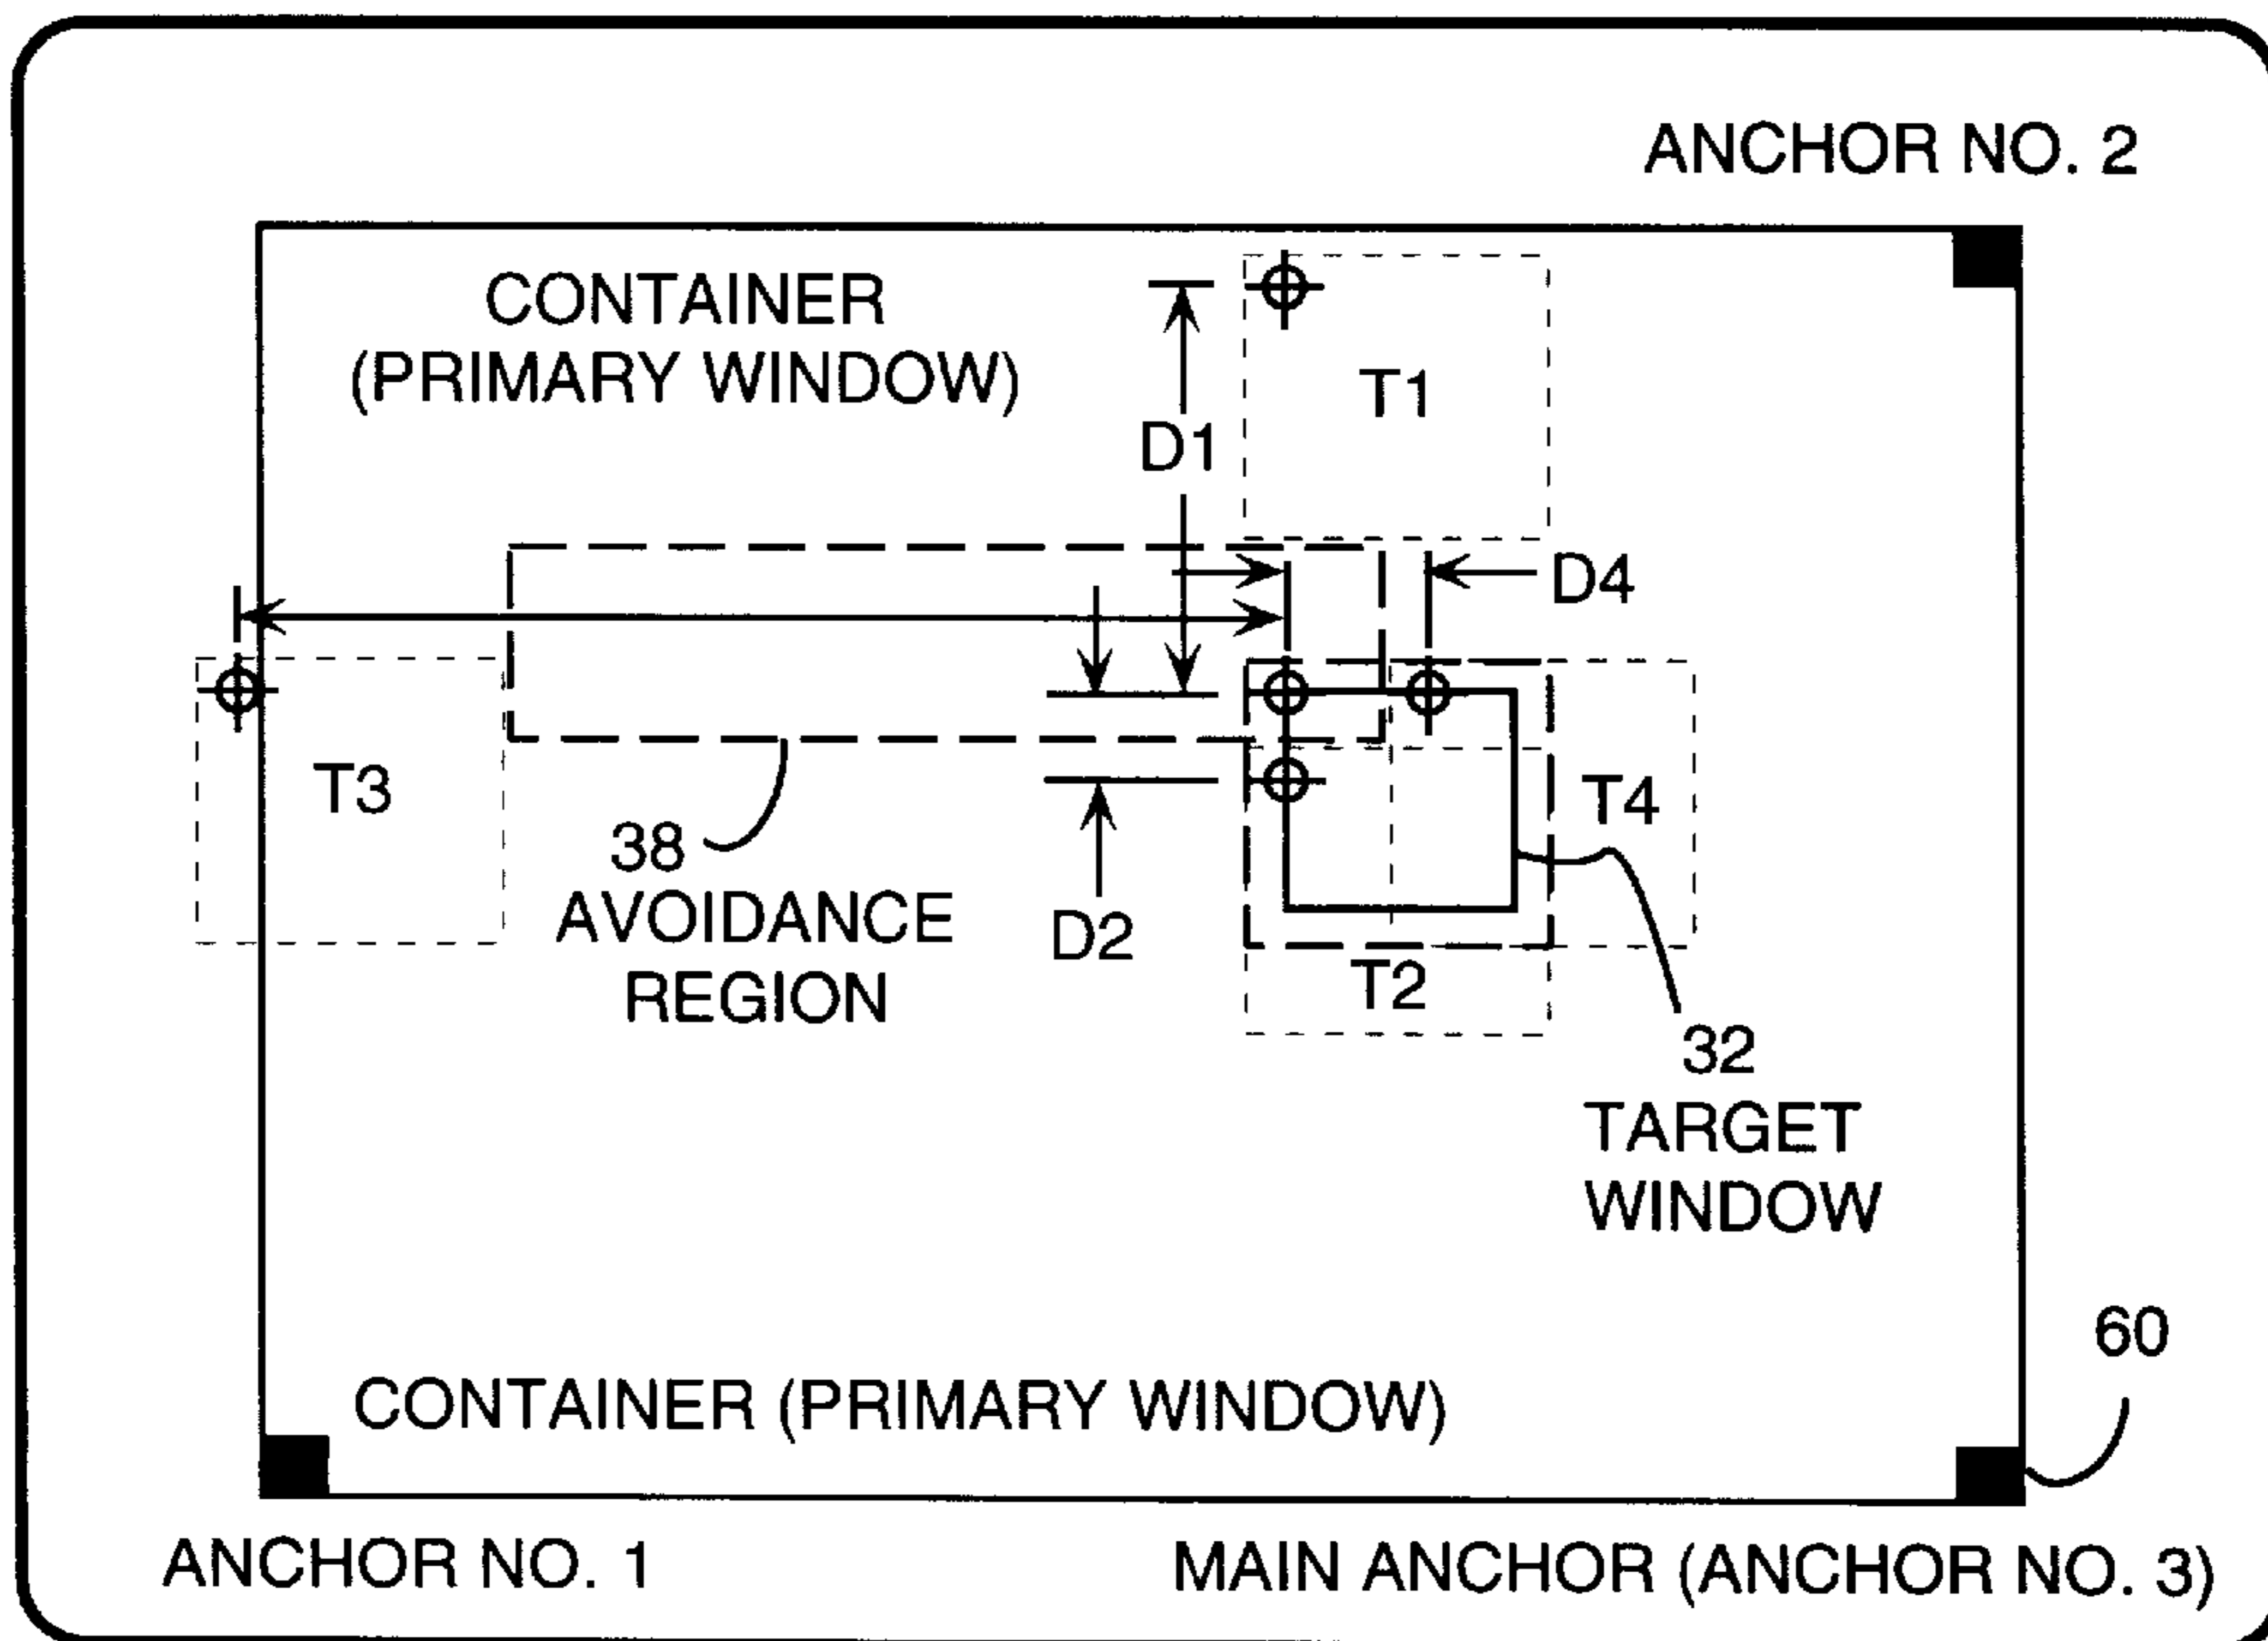 ANCHOR NO. 2
CONTAINER
(PRIMARY WINDOW)
T1
D1
D4
T3
T4
38
AVOIDANCE
REGION
D2
T2
32
TARGET
WINDOW
60
CONTAINER (PRIMARY WINDOW)
ANCHOR NO. 1
MAIN ANCHOR (ANCHOR NO. 3)